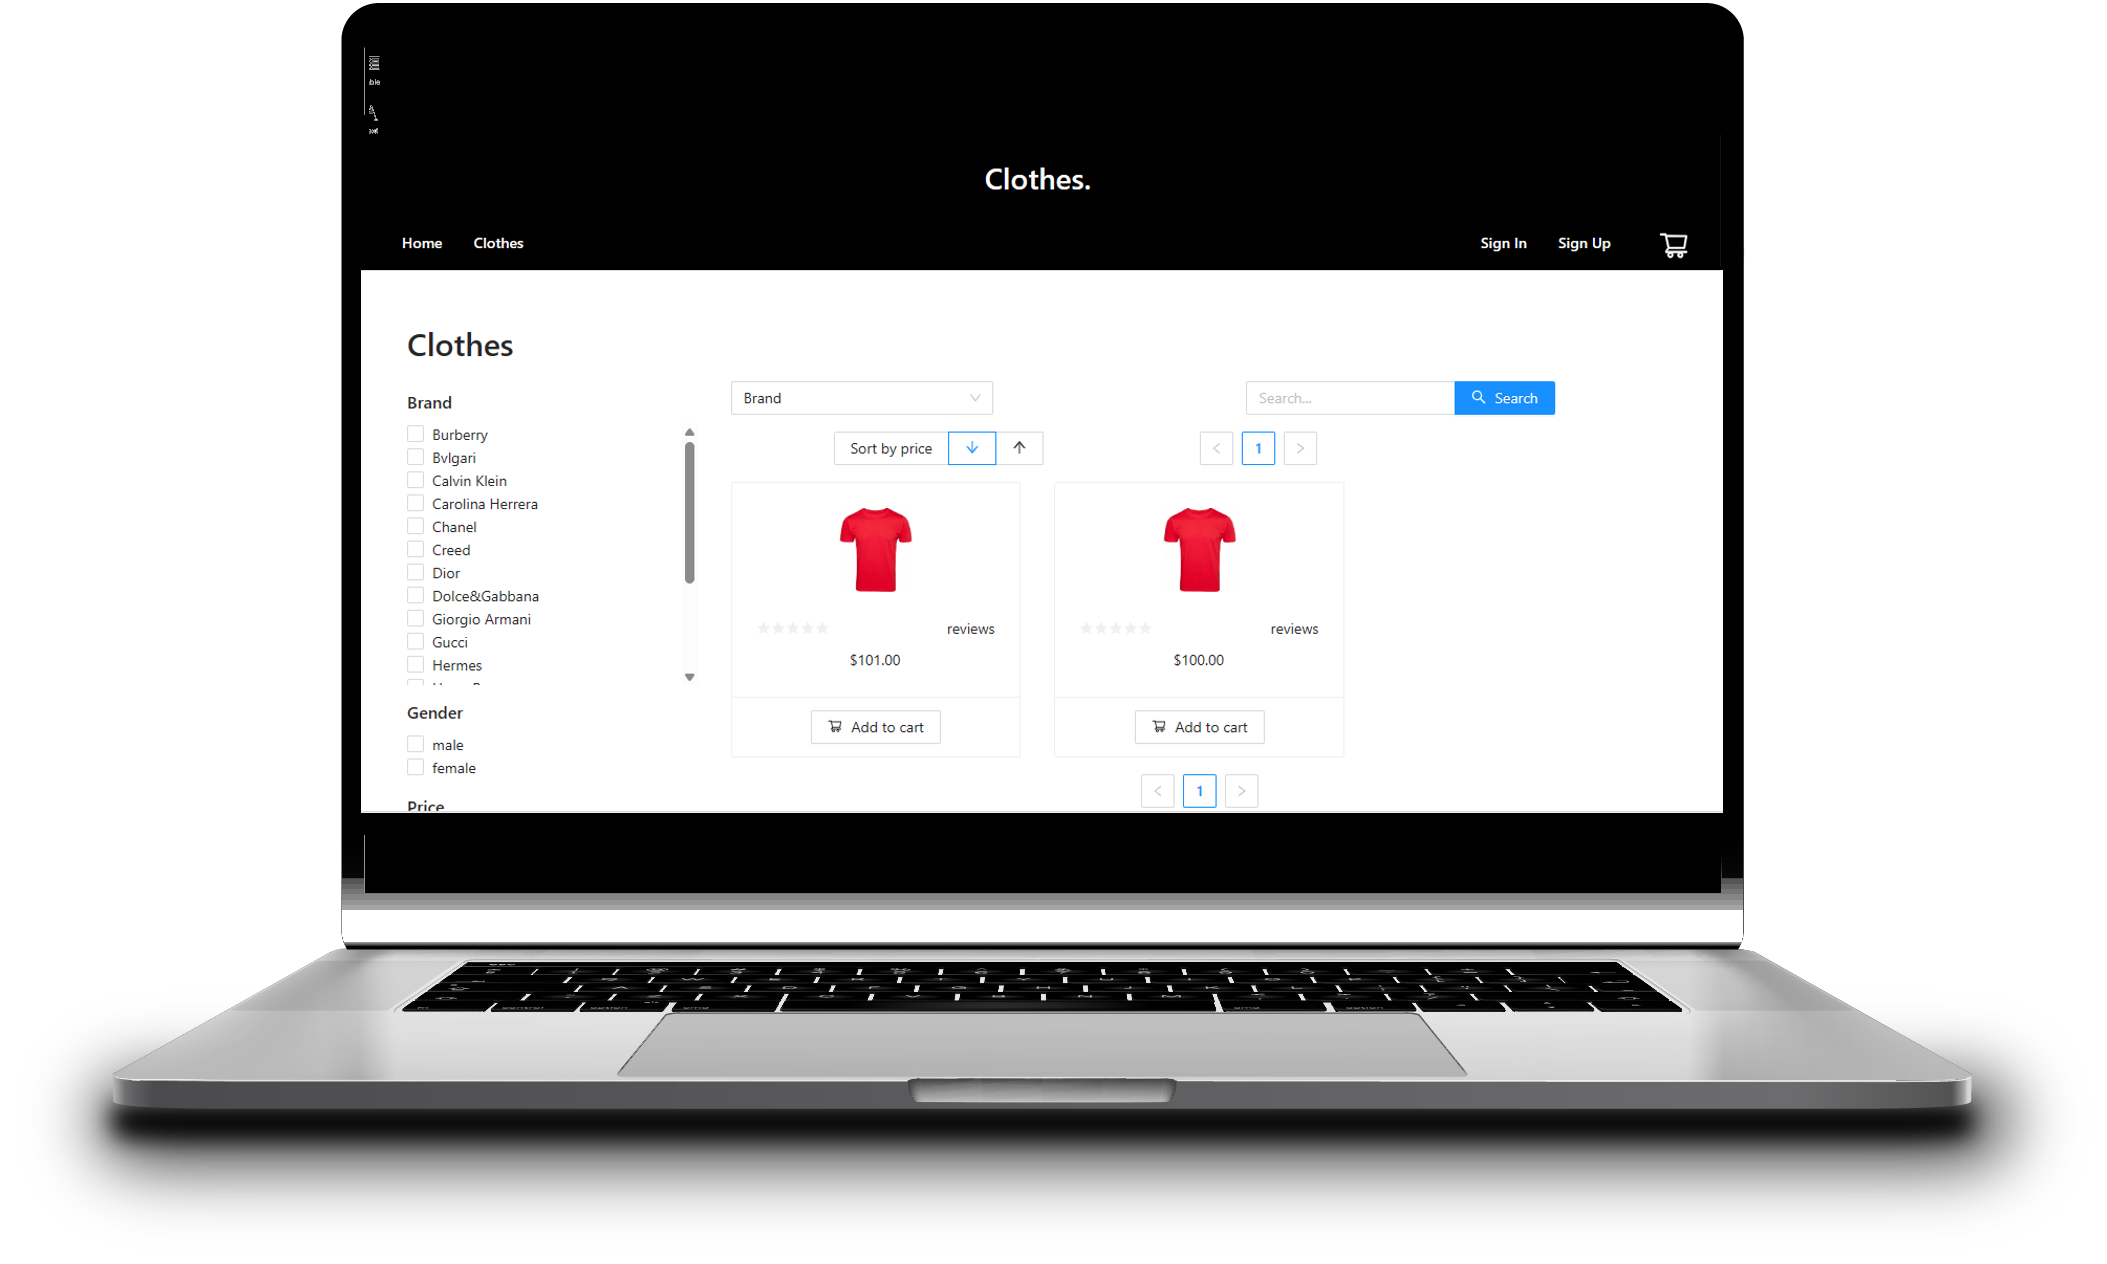 Clothes.
Home Clothes Sign In Sign Up
Clothes
Brand
Burberry
Bvlgari
Calvin Klein
Carolina Herrera
Chanel
Creed
Dior
Dolce&Gabbana
Giorgio Armani
Gucci
Hermes
Gender
male
female
Price
Brand
Search...
Search
Sort by price
< 1 >
reviews
$101.00
Add to cart
reviews
$100.00
Add to cart
< 1 >